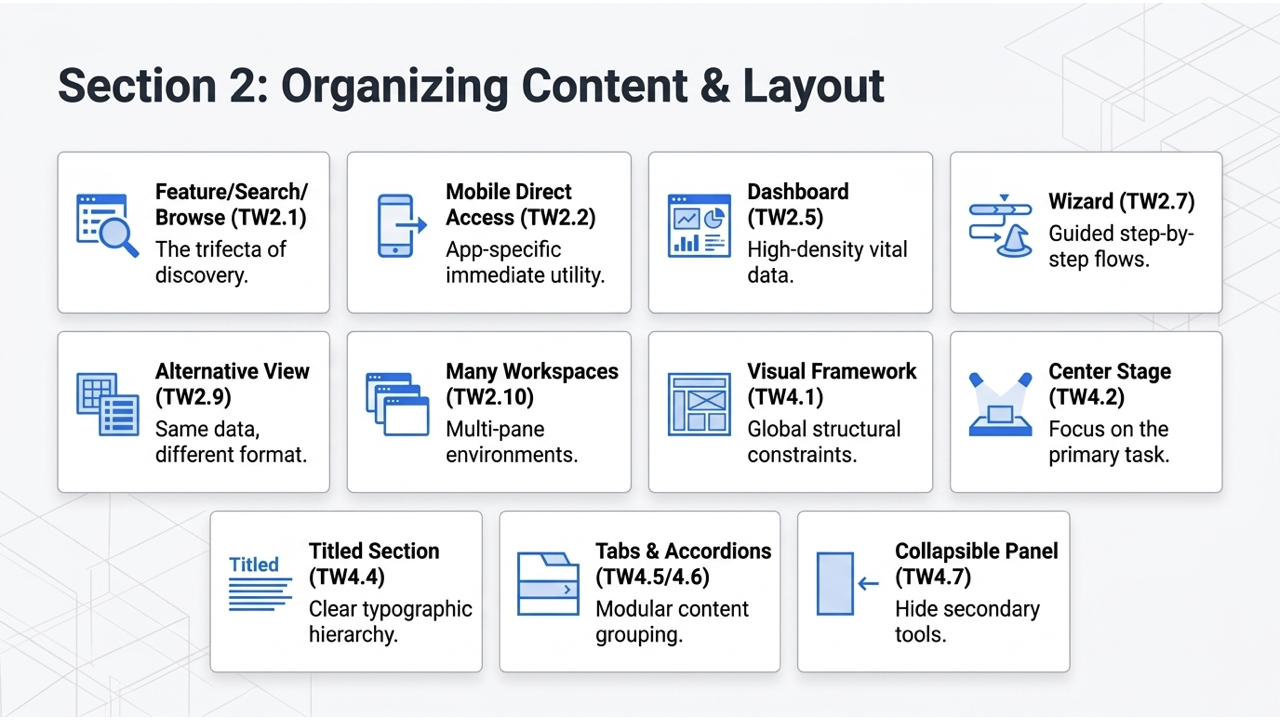 Section 2: Organizing Content & Layout
Feature/Search/
Browse (TW2.1)
The trifecta of
discovery.
Mobile Direct
Access (TW2.2)
App-specific
immediate utility.
Dashboard
(TW2.5)
High-density vital
data.
Wizard (TW2.7)
Guided step-by-
step flows.
Alternative View
(TW2.9)
Same data,
different format.
Many Workspaces
(TW2.10)
Multi-pane
environments.
Visual Framework
(TW4.1)
Global structural
constraints.
Center Stage
(TW4.2)
Focus on the
primary task.
Titled
Titled Section
(TW4.4)
Clear typographic
hierarchy.
Tabs & Accordions
(TW4.5/4.6)
Modular content
grouping.
Collapsible Panel
(TW4.7)
Hide secondary
tools.